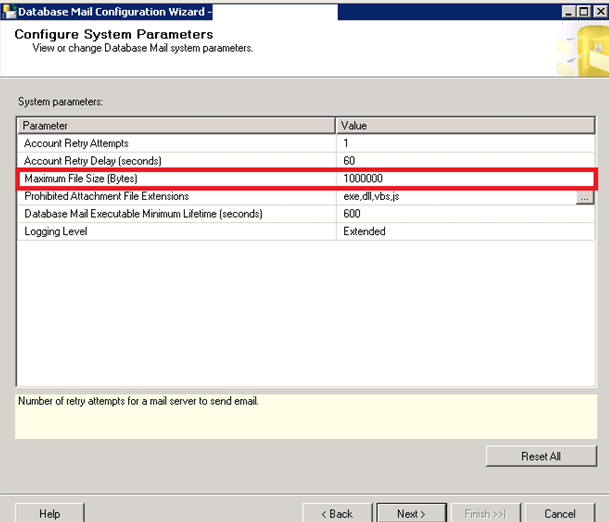 Database Mail Configuration Wizard -
Configure System Parameters
View or change Database Mail system parameters.
System parameters:
Parameter Value
Account Retry Attempts 1
Account Retry Delay (seconds) 60
Maximum File Size (Bytes) 1000000
Prohibited Attachment File Extensions exe,dll,vbs,js ...
Database Mail Executable Minimum Lifetime (seconds) 600
Logging Level Extended
Number of retry attempts for a mail server to send email.
Reset All
Help < Back Next > Finish >>| Cancel